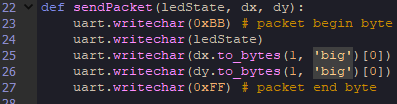 22 def sendPacket(ledState, dx, dy):
23 uart.writechar(0xBB) # packet begin byte
24 uart.writechar(ledState)
25 uart.writechar(dx.to_bytes(1, 'big')[0])
26 uart.writechar(dy.to_bytes(1, 'big')[0])
27 uart.writechar(0xFF) # packet end byte